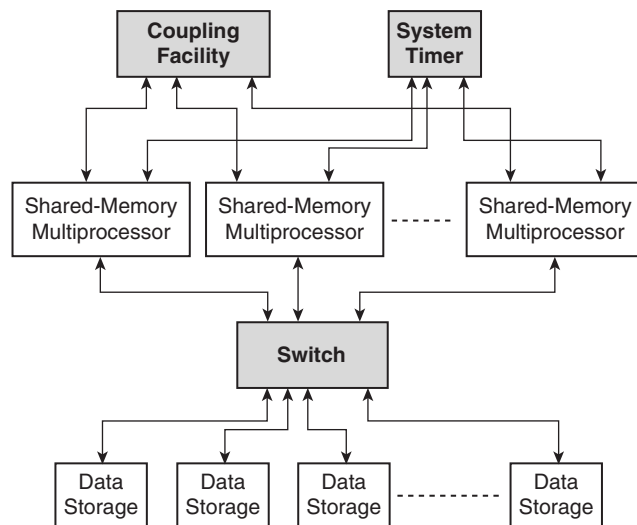 Coupling
Facility
System
Timer
Shared-Memory
Multiprocessor
Shared-Memory
Multiprocessor
Shared-Memory
Multiprocessor
Switch
Data
Storage
Data
Storage
Data
Storage
Data
Storage